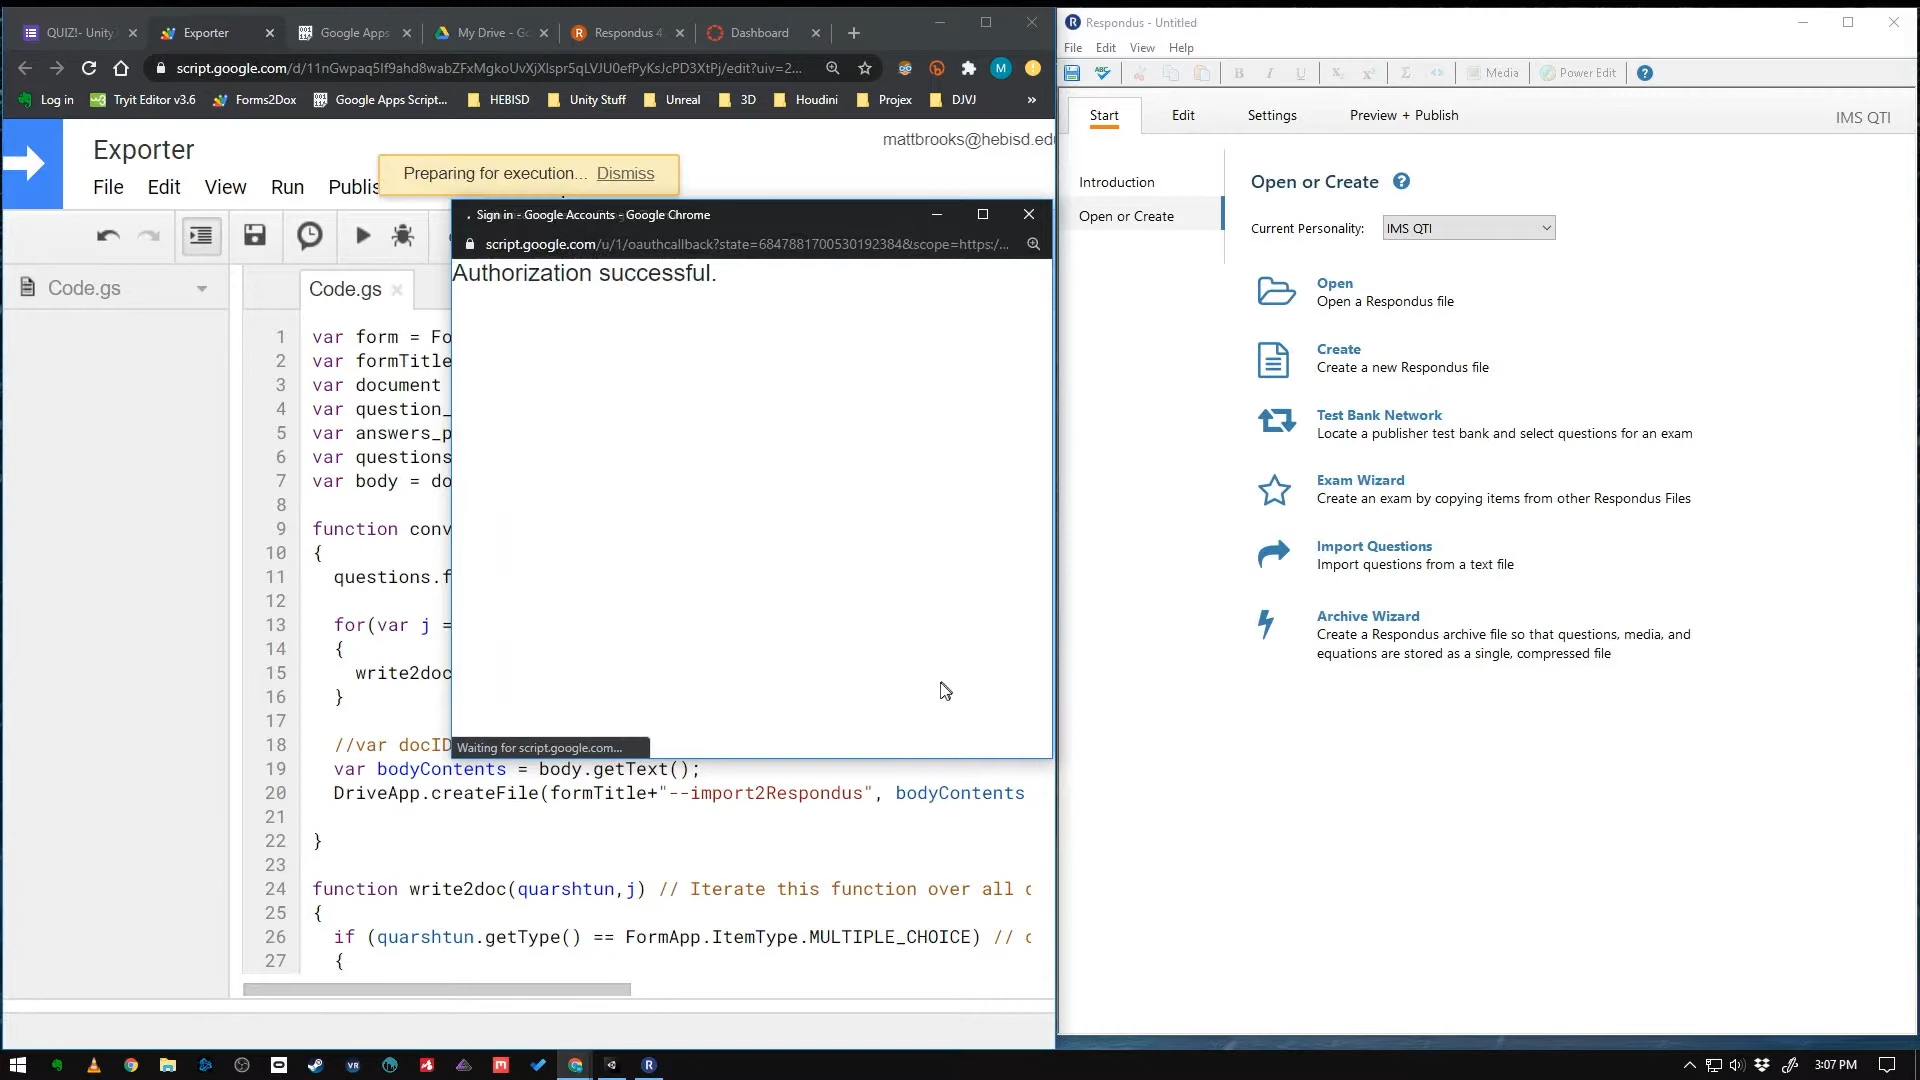 QUIZ!- Unity
Exporter
Google Apps
My Drive - Go
Respondus 4
Dashboard
script.google.com/d/11nGwpaq5If9ahd8wabZFxMgkoUvXjXlspr5qLVJU0efPyKsJcPD3XtPj/edit?uiv=2...
M
Log in
Tryit Editor v3.6
Forms2Dox
Google Apps Script...
HEBISD
Unity Stuff
Unreal
3D
Houdini
Projex
DJVJ
»
Exporter
mattbrooks@hebisd.ed
File Edit View Run Publis
Preparing for execution... Dismiss
Sign in - Google Accounts - Google Chrome
script.google.com/u/1/oauthcallback?state=6847881700530192384&scope=https:/...
Authorization successful.
Waiting for script.google.com...
Code.gs
Code.gs
1 var form = Fo
2 var formTitle
3 var document
4 var question_
5 var answers_p
6 var questions
7 var body = do
8
9 function conv
10 {
11 questions.f
12
13 for(var j =
14 {
15 write2doc
16 }
17
18 //var docID
19 var bodyContents = body.getText();
20 DriveApp.createFile(formTitle+"--import2Respondus", bodyContents
21
22 }
23
24 function write2doc(quarshtun,j) // Iterate this function over all
25 {
26 if (quarshtun.getType() == FormApp.ItemType.MULTIPLE_CHOICE) //
27 {
Respondus - Untitled
File Edit View Help
ABC
B I U
Media
Power Edit
?
Start Edit Settings Preview + Publish
IMS QTI
Introduction
Open or Create
Open or Create ?
Current Personality: IMS QTI
Open
Open a Respondus file
Create
Create a new Respondus file
Test Bank Network
Locate a publisher test bank and select questions for an exam
Exam Wizard
Create an exam by copying items from other Respondus Files
Import Questions
Import questions from a text file
Archive Wizard
Create a Respondus archive file so that questions, media, and
equations are stored as a single, compressed file
3:07 PM